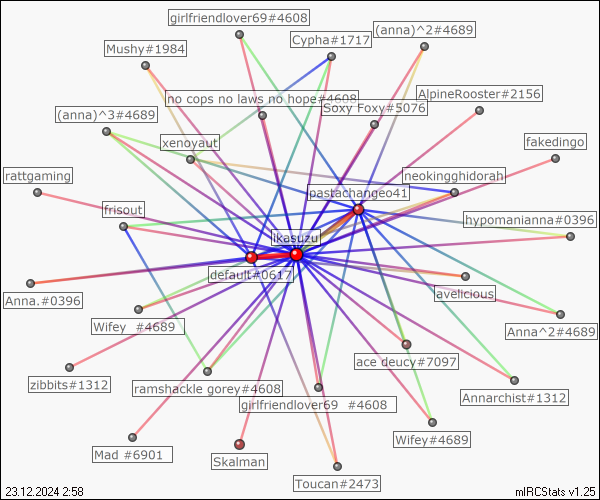 girlfriendlover69#4608
(anna)^2#4689
Cypha#1717
Mushy#1984
AlpineRooster#2156
no cops no laws no hope#4608
Soxy Foxy#5076
(anna)^3#4689
xenoyaut
fakedingo
rattgaming
neokingghidorah
pastachangeo41
frisout
hypomanianna#0396
ikasuzu
default#0617
Anna.#0396
avelicious
Wifey #4689
Anna^2#4689
ace deucy#7097
zibbits#1312
ramshackle gorey#4608
Annarchist#1312
girlfriendlover69 #4608
Wifey#4689
Mad #6901
Skalman
Toucan#2473
23.12.2024 2:58
mIRCStats v1.25